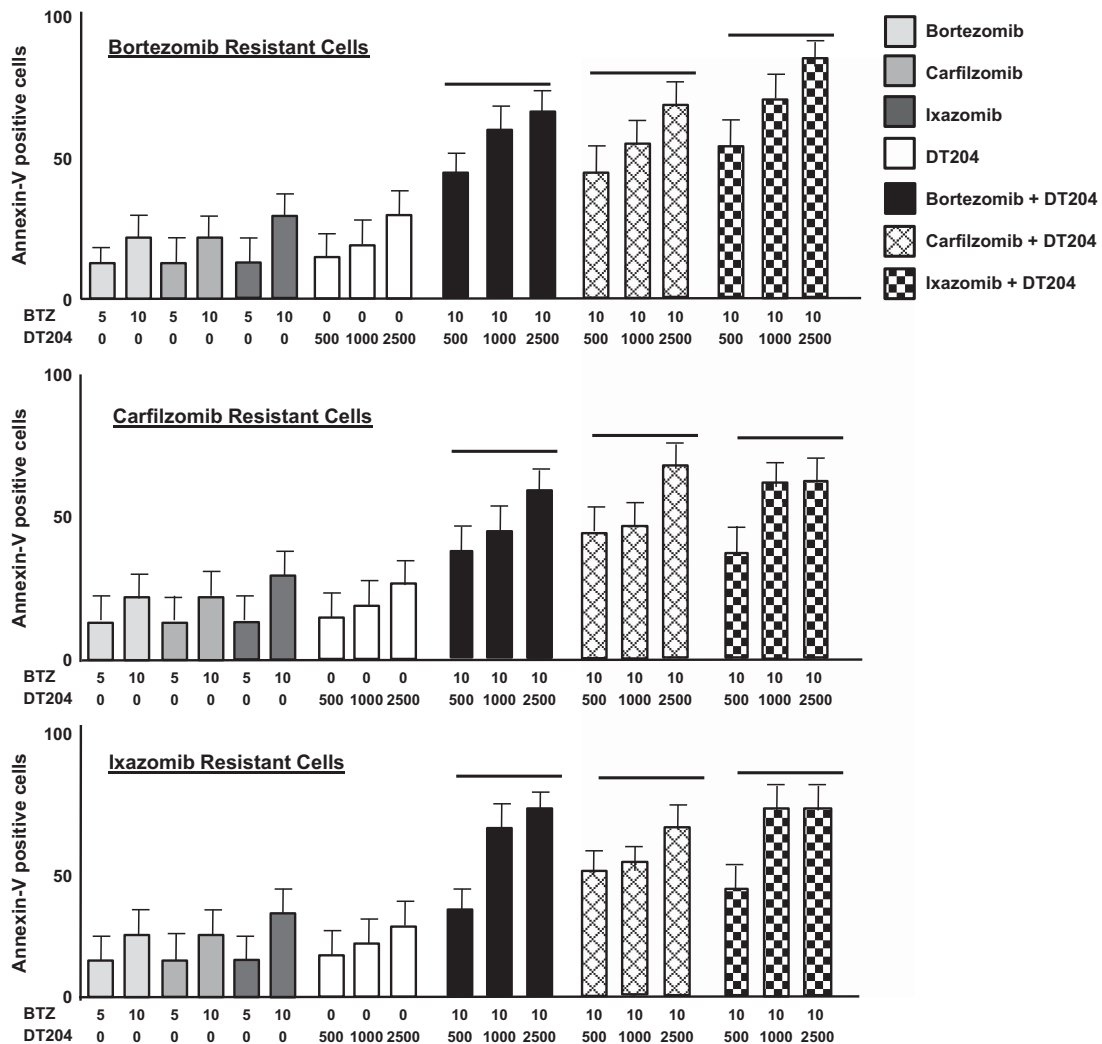 100
Bortezomib Resistant Cells
Annexin-V positive cells
50
0
BTZ 5 10 5 10 5 10 0 0 0 10 10 10 10 10 10 10 10 10
DT204 0 0 0 0 0 0 500 1000 2500 500 1000 2500 500 1000 2500 500 1000 2500
Bortezomib
Carfilzomib
Ixazomib
DT204
Bortezomib + DT204
Carfilzomib + DT204
Ixazomib + DT204
100
Carfilzomib Resistant Cells
Annexin-V positive cells
50
0
BTZ 5 10 5 10 5 10 0 0 0 10 10 10 10 10 10 10 10 10
DT204 0 0 0 0 0 0 500 1000 2500 500 1000 2500 500 1000 2500 500 1000 2500
100
Ixazomib Resistant Cells
Annexin-V positive cells
50
0
BTZ 5 10 5 10 5 10 0 0 0 10 10 10 10 10 10 10 10 10
DT204 0 0 0 0 0 0 500 1000 2500 500 1000 2500 500 1000 2500 500 1000 2500